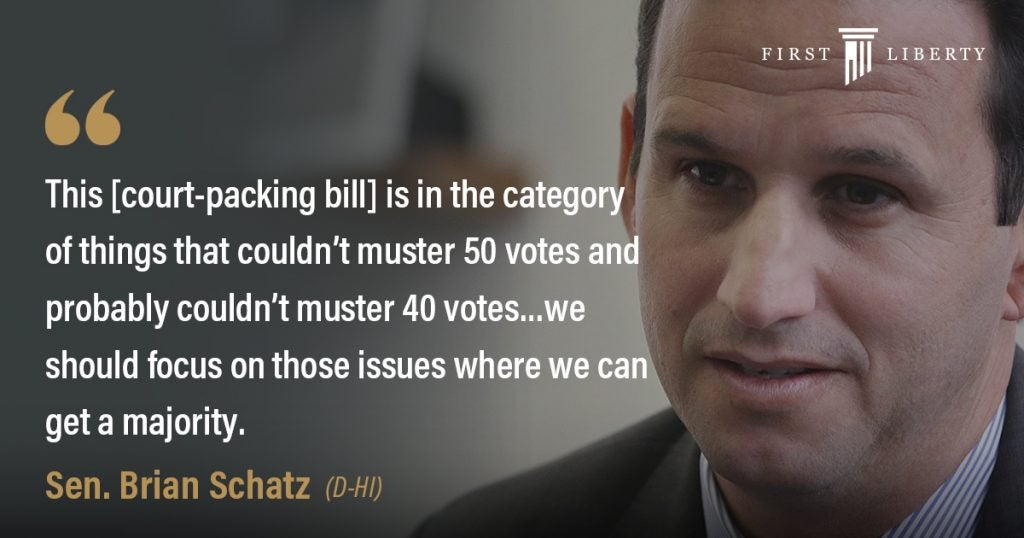 FIRST LIBERTY
“
This [court-packing bill] is in the category
of things that couldn’t muster 50 votes and
probably couldn’t muster 40 votes...we
should focus on those issues where we can
get a majority.
Sen. Brian Schatz (D-HI)